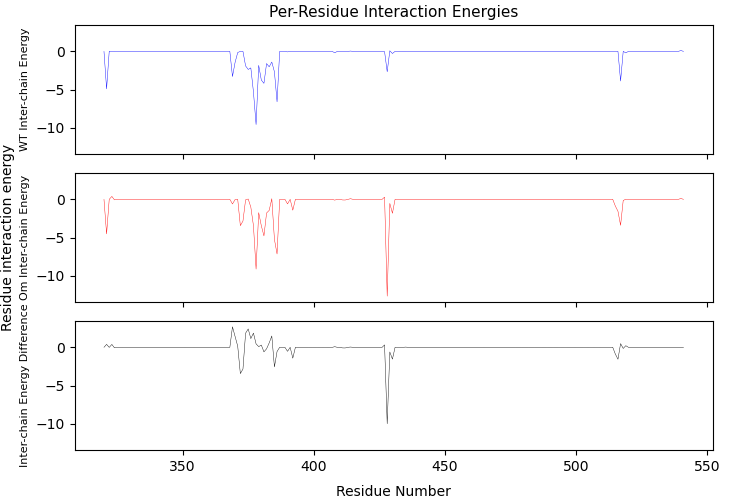 Per-Residue Interaction Energies
Residue interaction energy
WT Inter-chain Energy
0
−5
−10
Om Inter-chain Energy
0
−5
−10
Inter-chain Energy Difference
0
−5
−10
350
400
450
500
550
Residue Number